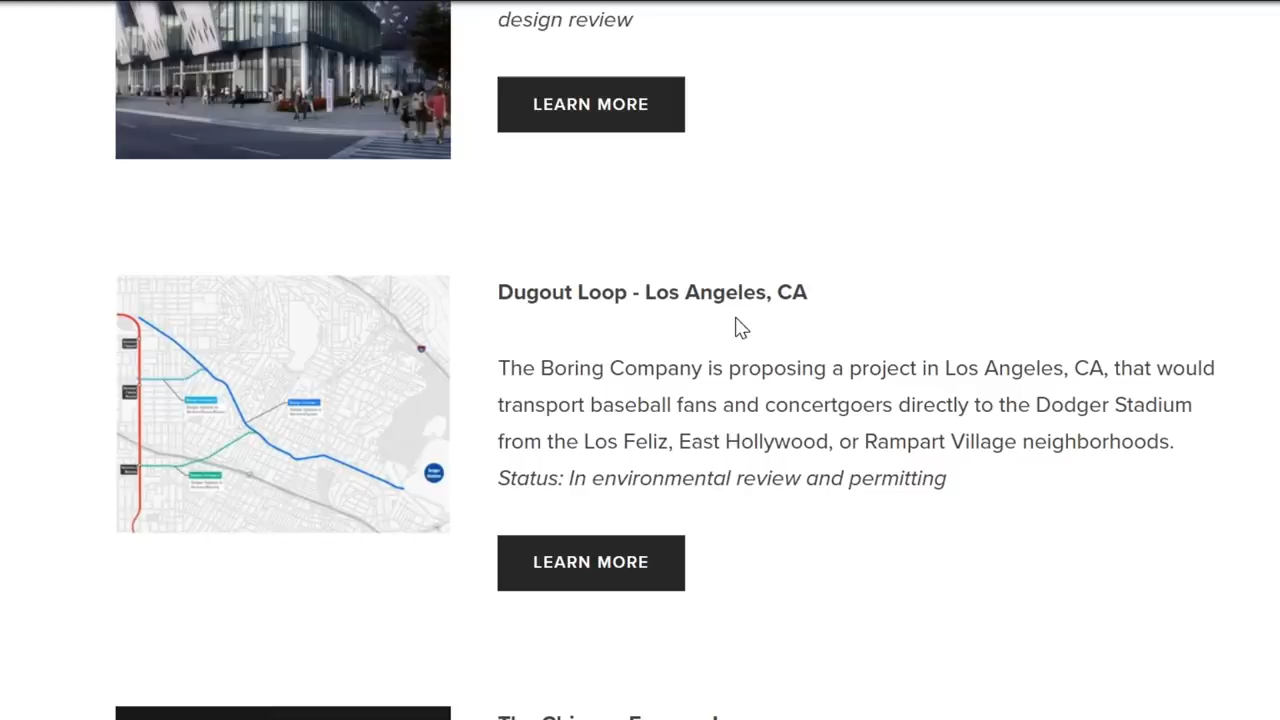 design review
LEARN MORE
Dugout Loop - Los Angeles, CA
The Boring Company is proposing a project in Los Angeles, CA, that would
transport baseball fans and concertgoers directly to the Dodger Stadium
from the Los Feliz, East Hollywood, or Rampart Village neighborhoods.
Status: In environmental review and permitting
LEARN MORE